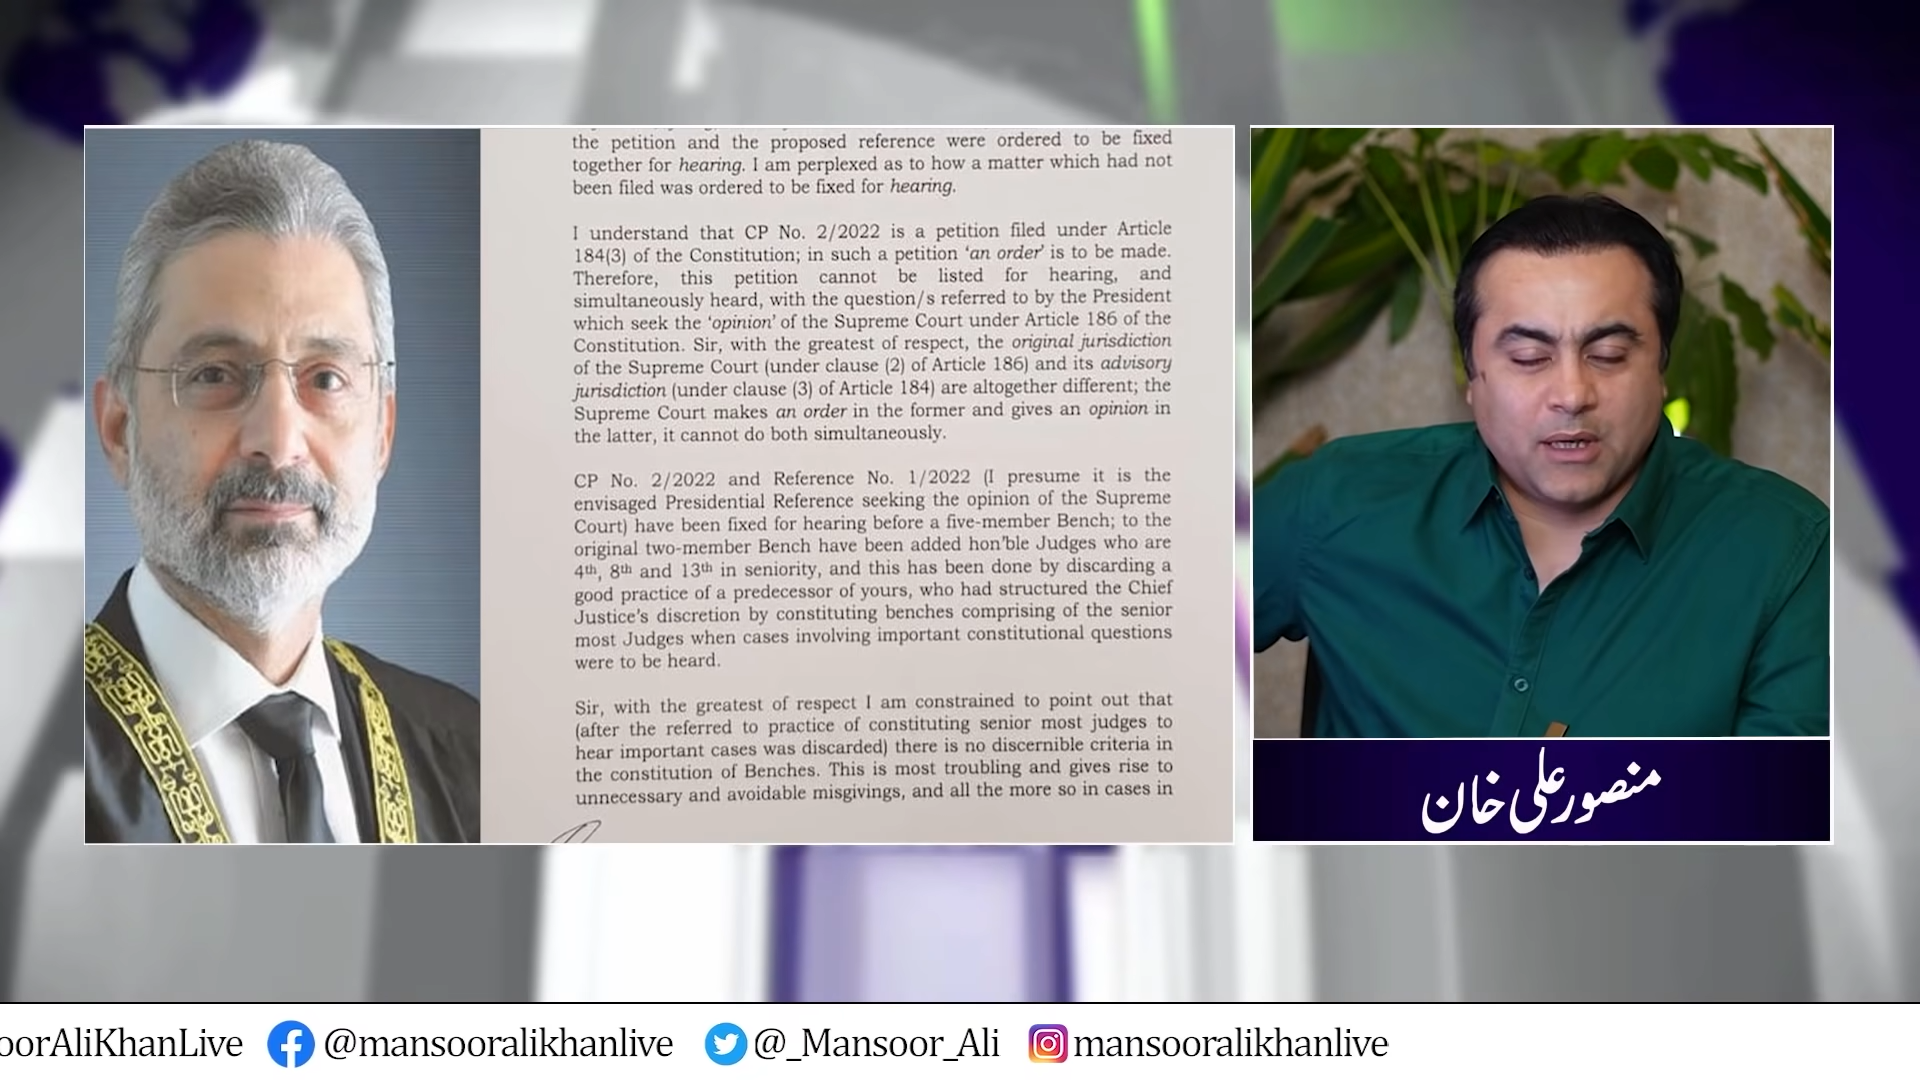 the petition and the proposed reference were ordered to be fixed
together for hearing. I am perplexed as to how a matter which had not
been filed was ordered to be fixed for hearing.
I understand that CP No. 2/2022 is a petition filed under Article
184(3) of the Constitution; in such a petition ‘an order’ is to be made.
Therefore, this petition cannot be listed for hearing, and
simultaneously heard, with the question/s referred to by the President
which seek the ‘opinion’ of the Supreme Court under Article 186 of the
Constitution. Sir, with the greatest of respect, the original jurisdiction
of the Supreme Court (under clause (2) of Article 186) and its advisory
jurisdiction (under clause (3) of Article 184) are altogether different; the
Supreme Court makes an order in the former and gives an opinion in
the latter, it cannot do both simultaneously.
CP No. 2/2022 and Reference No. 1/2022 (I presume it is the
envisaged Presidential Reference seeking the opinion of the Supreme
Court) have been fixed for hearing before a five-member Bench; to the
original two-member Bench have been added hon’ble Judges who are
4th, 8th and 13th in seniority, and this has been done by discarding a
good practice of a predecessor of yours, who had structured the Chief
Justice’s discretion by constituting benches comprising of the senior
most Judges when cases involving important constitutional questions
were to be heard.
Sir, with the greatest of respect I am constrained to point out that
(after the referred to practice of constituting senior most judges to
hear important cases was discarded) there is no discernible criteria in
the constitution of Benches. This is most troubling and gives rise to
unnecessary and avoidable misgivings, and all the more so in cases in
منصور علی خان
oorAliKhanLive @mansooralikhanlive @_Mansoor_Ali mansooralikhanlive